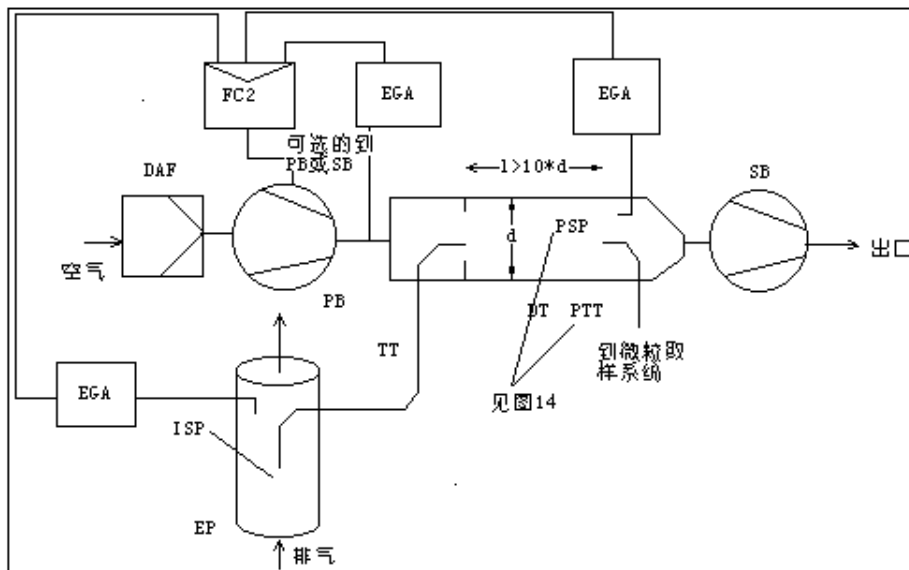 FC2
EGA
EGA
可选的到
PB或SB
l>10*d
DAF
SB
d
PSP
空气
出口
PB
DT
PTT
TT
到微粒取
样系统
EGA
见图14
ISP
EP
排气